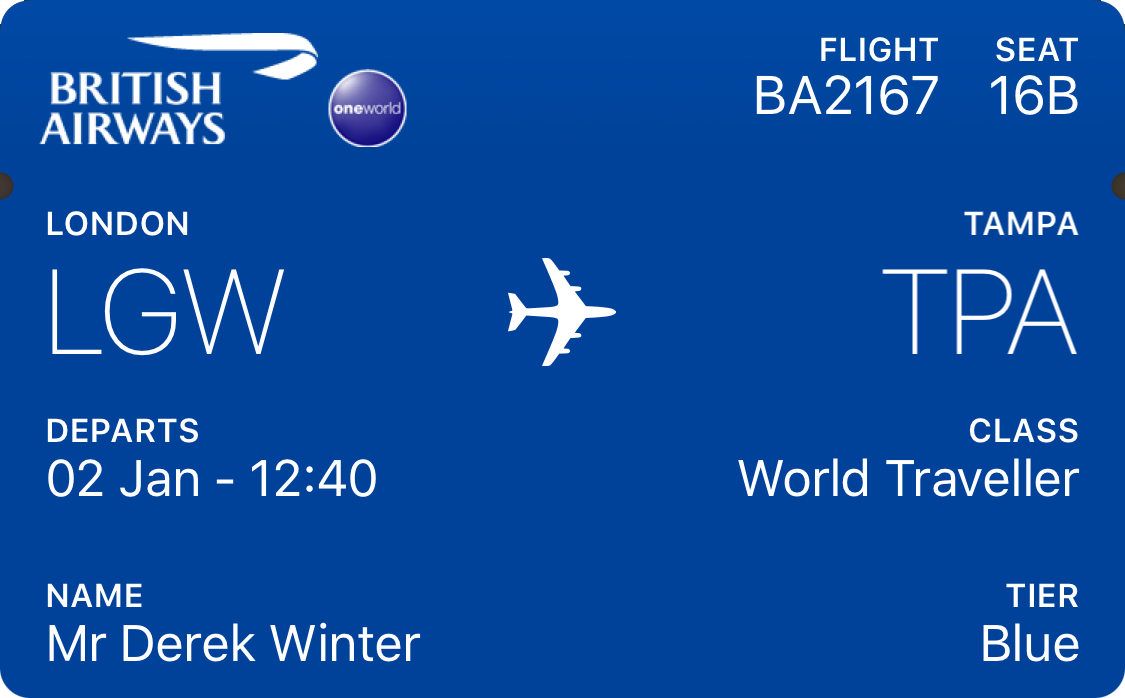 BRITISH
AIRWAYS
oneworld
FLIGHT SEAT
BA2167 16B
LONDON TAMPA
LGW TPA
DEPARTS CLASS
02 Jan - 12:40 World Traveller
NAME TIER
Mr Derek Winter Blue